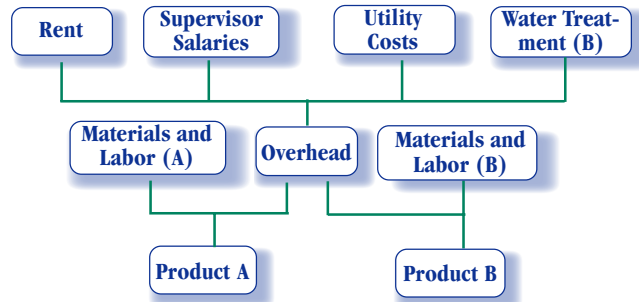 Rent
Supervisor
Salaries
Utility
Costs
Water Treat-
ment (B)
Materials and
Labor (A)
Overhead
Materials and
Labor (B)
Product A
Product B